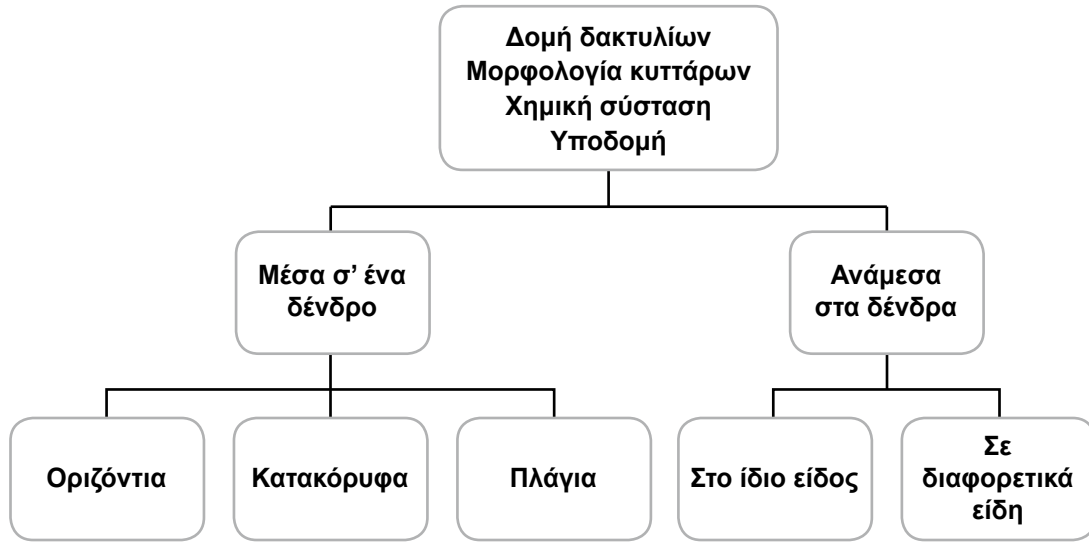 Δομή δακτυλίων
Μορφολογία κυττάρων
Χημική σύσταση
Υποδομή
Μέσα σ’ ένα
δένδρο
Ανάμεσα
στα δένδρα
Οριζόντια
Κατακόρυφα
Πλάγια
Στο ίδιο είδος
Σε
διαφορετικά
είδη